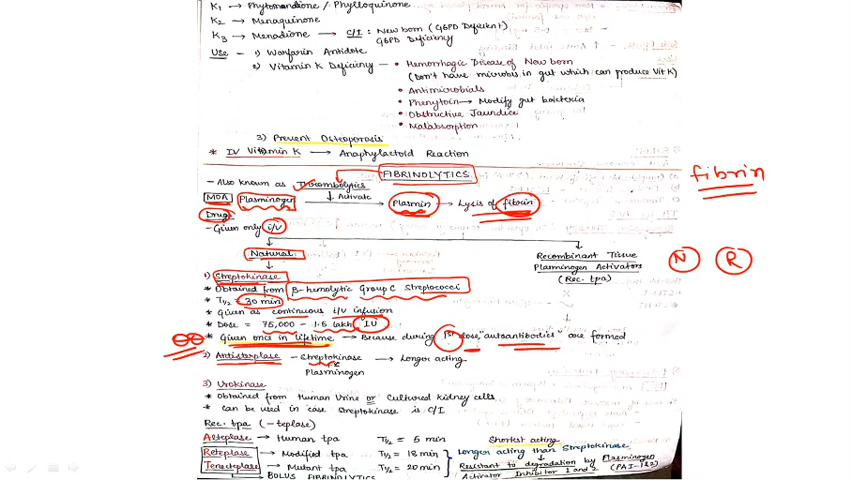 K1 → Phytonandione / Phylloquinone
K2 → Menaquinone
K3 → Menadione → C/I : New born (G6PD Deficient)
G6PD Deficiency
Use - 1) Warfarin Antidote
2) Vitamin K Deficiency - • Hemorrhagic Disease of New born
(Don't have microbes in gut which can produce Vit K)
• Antimicrobials
• Phenytoin → Modify gut bacteria
• Obstructive Jaundice
• Malabsorption
3) Prevent Osteoporosis
* IV Vitamin K → Anaphylactoid Reaction
FIBRINOLYTICS
fibrin
- Also known as Thrombolytics
MOA Plasminogen Activate → Plasmin → Lysis of fibrin
Drug
- Given only i/v
Natural
Recombinant Tissue
Plasminogen Activators
(Rec. tpa)
N R
1) Streptokinase
* Obtained from β-hemolytic Group C Streptococci
* T½ = 30 min
* Given as continuous i/v infusion
* Dose = 75,000 - 1.5 lakh IU
* Given once in lifetime → Because during 1st dose, "autoantibodies" are formed
2) Anistreplase - Streptokinase → Longer acting
Plasminogen
3) Urokinase
* Obtained from Human Urine or Cultured kidney cells
* Can be used in case Streptokinase is C/I
Rec. tpa (-teplase)
Alteplase → Human tpa T½ = 5 min Shortest acting
Reteplase → Modified tpa T½ = 18 min Longer acting than Streptokinase
Tenecteplase → Mutant tpa T½ = 20 min Resistant to degradation by Plasminogen
Activator Inhibitor 1 and 2 (PAI-1&2)
BOLUS FIBRINOLYTICS